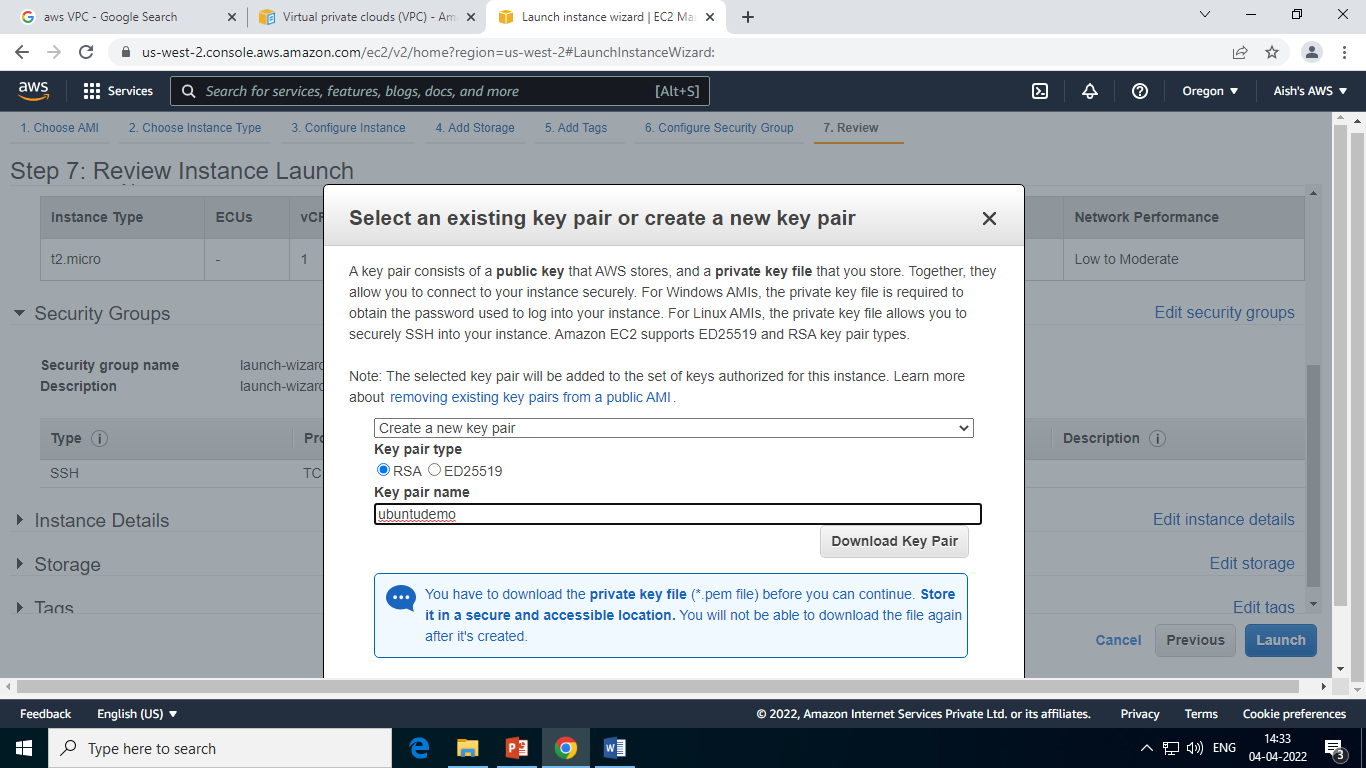 aws VPC - Google Search
Virtual private clouds (VPC) - Am
Launch instance wizard | EC2 Ma
us-west-2.console.aws.amazon.com/ec2/v2/home?region=us-west-2#LaunchInstanceWizard:
aws
Services
Search for services, features, blogs, docs, and more
[Alt+S]
Oregon
Aish's AWS
1. Choose AMI
2. Choose Instance Type
3. Configure Instance
4. Add Storage
5. Add Tags
6. Configure Security Group
7. Review
Step 7: Review Instance Launch
Instance Type
ECUs
vCP
Network Performance
t2.micro
-
1
Low to Moderate
Security Groups
Edit security groups
Security group name
launch-wizard
Description
launch-wizard
Type
Pro
Description
SSH
TC
Instance Details
Edit instance details
Storage
Edit storage
Tags
Edit tags
Select an existing key pair or create a new key pair
A key pair consists of a public key that AWS stores, and a private key file that you store. Together, they
allow you to connect to your instance securely. For Windows AMIs, the private key file is required to
obtain the password used to log into your instance. For Linux AMIs, the private key file allows you to
securely SSH into your instance. Amazon EC2 supports ED25519 and RSA key pair types.
Note: The selected key pair will be added to the set of keys authorized for this instance. Learn more
about removing existing key pairs from a public AMI .
Create a new key pair
Key pair type
RSA
ED25519
Key pair name
ubuntudemo
Download Key Pair
You have to download the private key file (*.pem file) before you can continue. Store
it in a secure and accessible location. You will not be able to download the file again
after it's created.
Cancel
Previous
Launch
Feedback
English (US)
© 2022, Amazon Internet Services Private Ltd. or its affiliates.
Privacy
Terms
Cookie preferences
Type here to search
ENG
14:33
04-04-2022
3